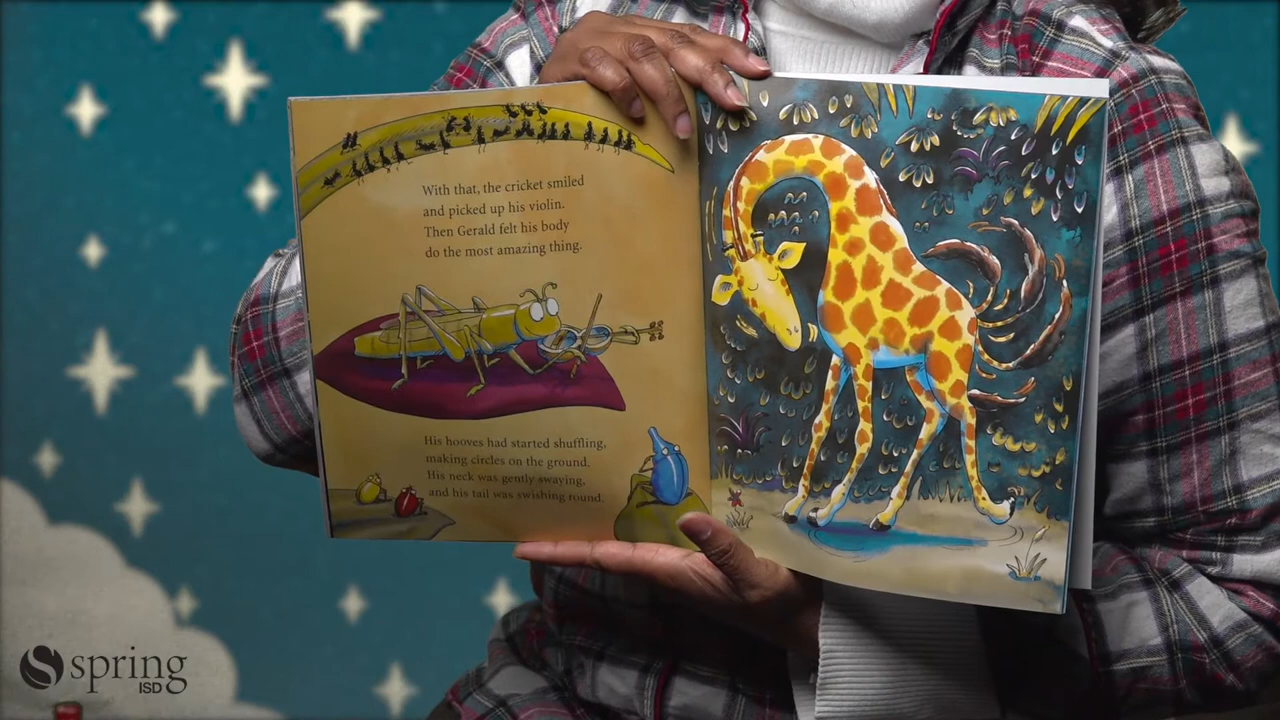 With that, the cricket smiled
and picked up his violin.
Then Gerald felt his body
do the most amazing thing.
His hooves had started shuffling,
making circles on the ground.
His neck was gently swaying,
and his tail was swishing round.
spring
ISD